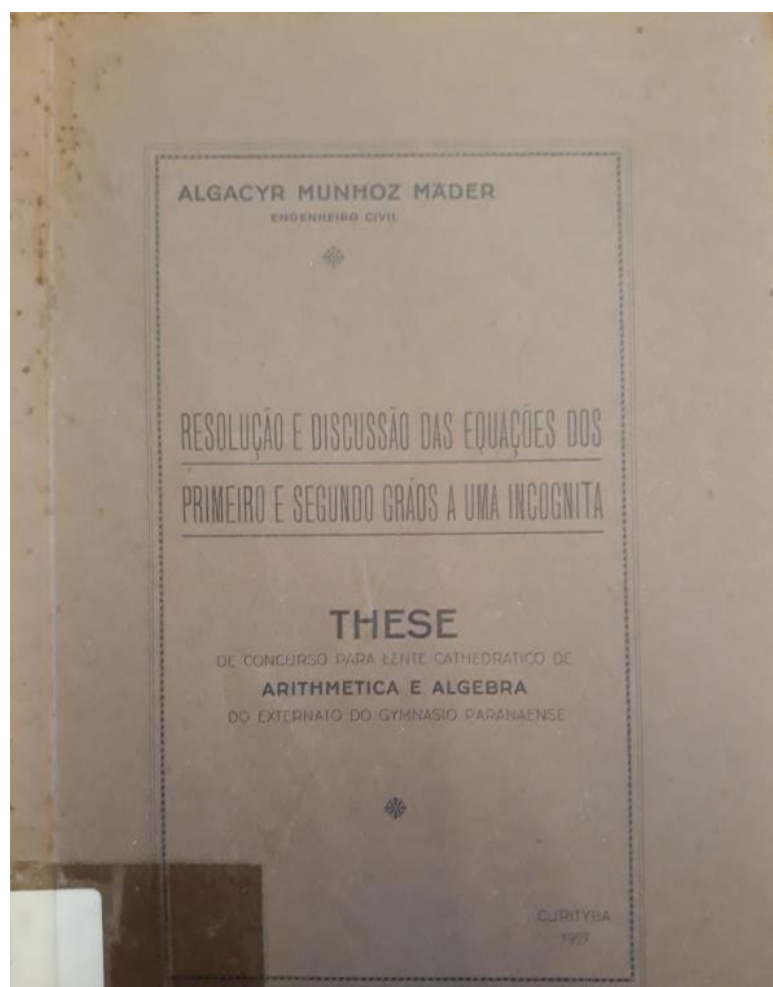 ALGACYR MUNHOZ MÄDER
ENGENHEIRO CIVIL
RESOLUÇÃO E DISCUSSÃO DAS EQUAÇÕES DOS
PRIMEIRO E SEGUNDO GRÁOS A UMA INCOGNITA
THESE
DE CONCURSO PARA LENTE CATHEDRATICO DE
ARITHMETICA E ALGEBRA
DO EXTERNATO DO GYMNASIO PARANAENSE
CURITYBA
1927